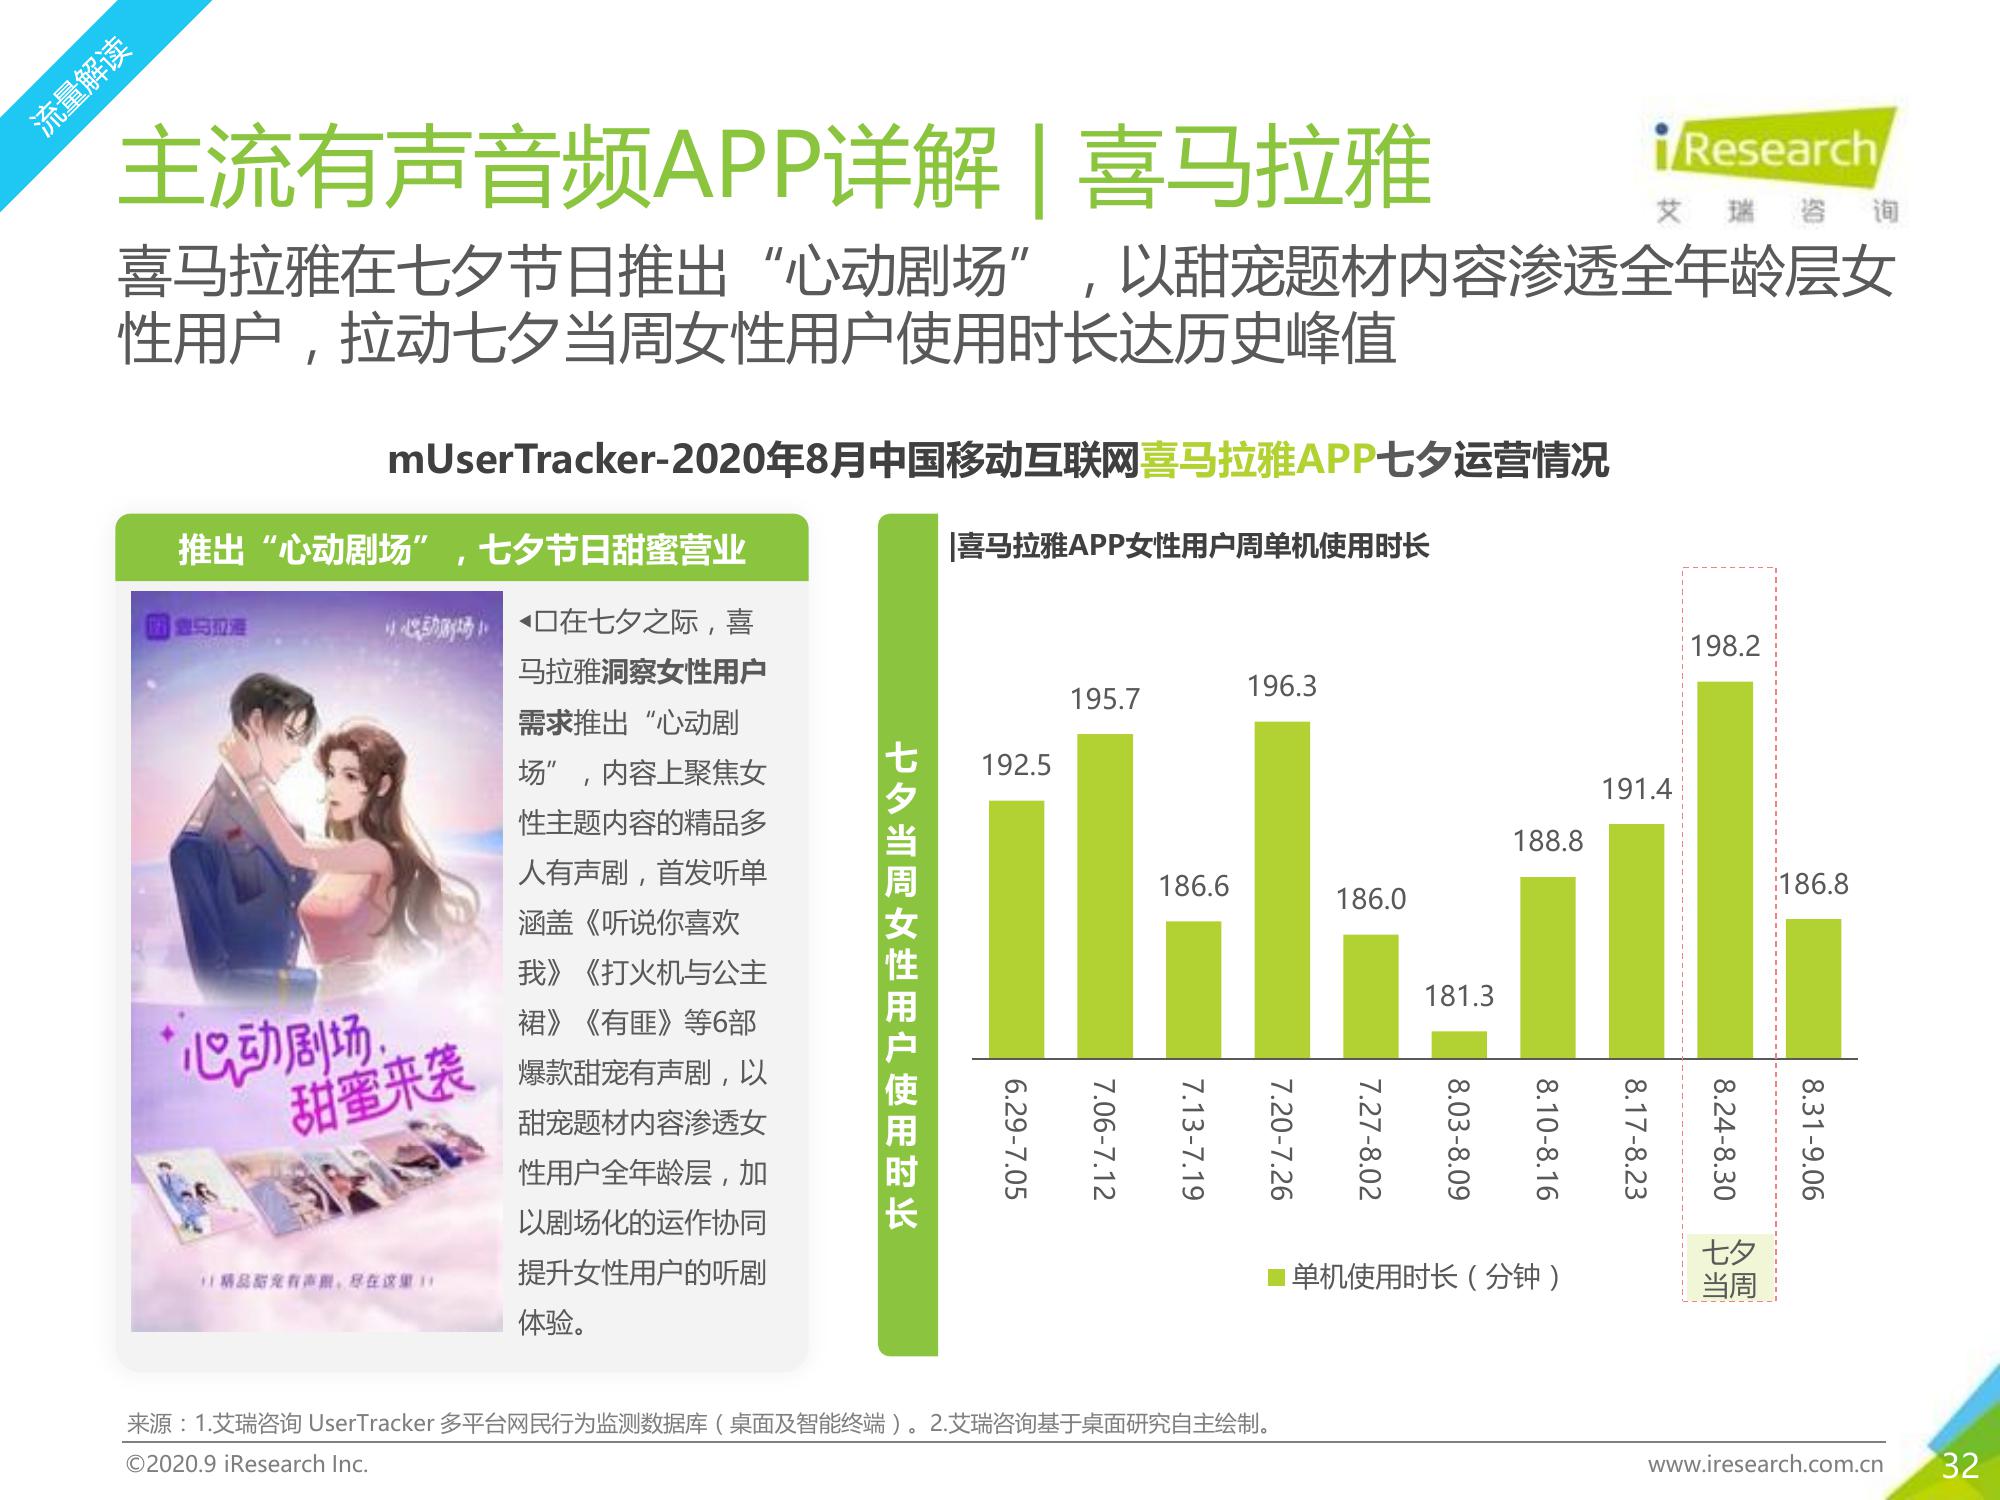 流量解读
主流有声音频APP详解 | 喜马拉雅
iResearch
艾瑞咨询
喜马拉雅在七夕节日推出“心动剧场”，以甜宠题材内容渗透全年龄层女
性用户，拉动七夕当周女性用户使用时长达历史峰值
mUserTracker-2020年8月中国移动互联网喜马拉雅APP七夕运营情况
推出“心动剧场”，七夕节日甜蜜营业
喜马拉雅
心动剧场
心动剧场，
甜蜜来袭
精品甜宠有声剧，尽在这里
◂口在七夕之际，喜
马拉雅洞察女性用户
需求推出“心动剧
场”，内容上聚焦女
性主题内容的精品多
人有声剧，首发听单
涵盖《听说你喜欢
我》《打火机与公主
裙》《有匪》等6部
爆款甜宠有声剧，以
甜宠题材内容渗透女
性用户全年龄层，加
以剧场化的运作协同
提升女性用户的听剧
体验。
七夕当周女性用户使用时长
|喜马拉雅APP女性用户周单机使用时长
192.5
195.7
186.6
196.3
186.0
181.3
188.8
191.4
198.2
186.8
6.29-7.05
7.06-7.12
7.13-7.19
7.20-7.26
7.27-8.02
8.03-8.09
8.10-8.16
8.17-8.23
8.24-8.30
8.31-9.06
七夕
当周
单机使用时长（分钟）
来源：1.艾瑞咨询 UserTracker 多平台网民行为监测数据库（桌面及智能终端）。2.艾瑞咨询基于桌面研究自主绘制。
©2020.9 iResearch Inc.
www.iresearch.com.cn
32